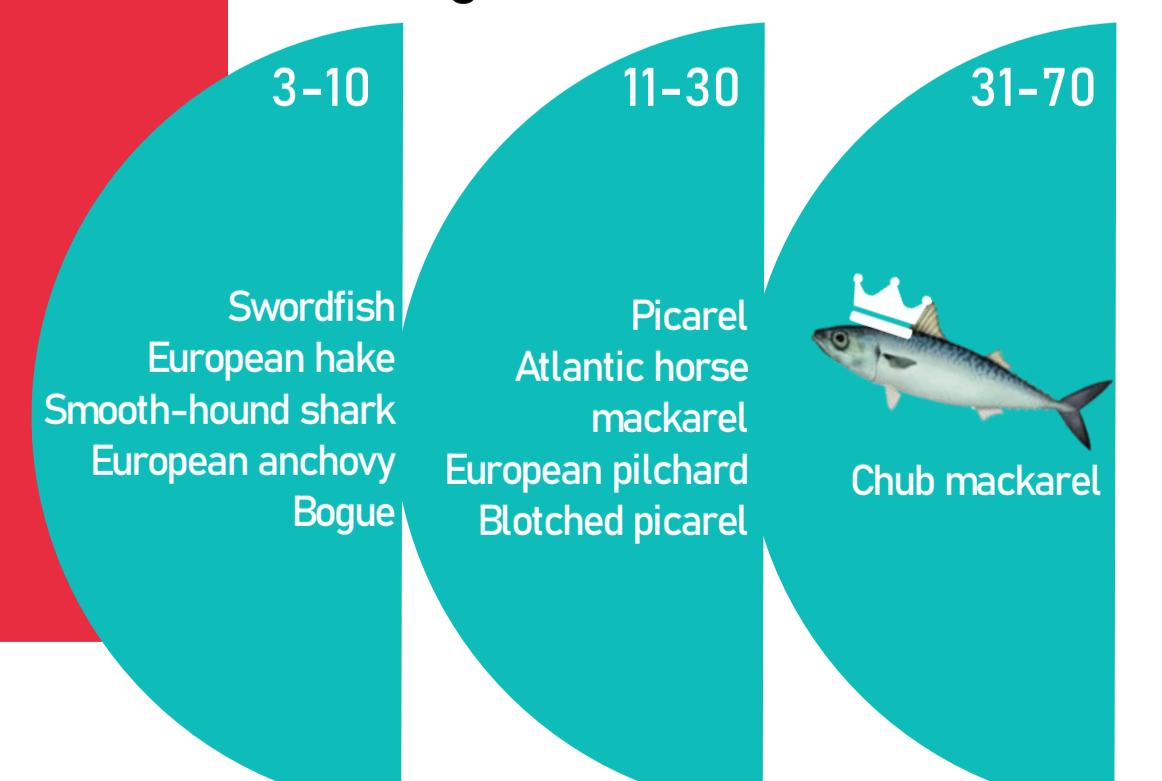 3-10
Swordfish
European hake
Smooth-hound shark
European anchovy
Bogue
11-30
Picarel
Atlantic horse
mackarel
European pilchard
Blotched picarel
31-70
Chub mackarel